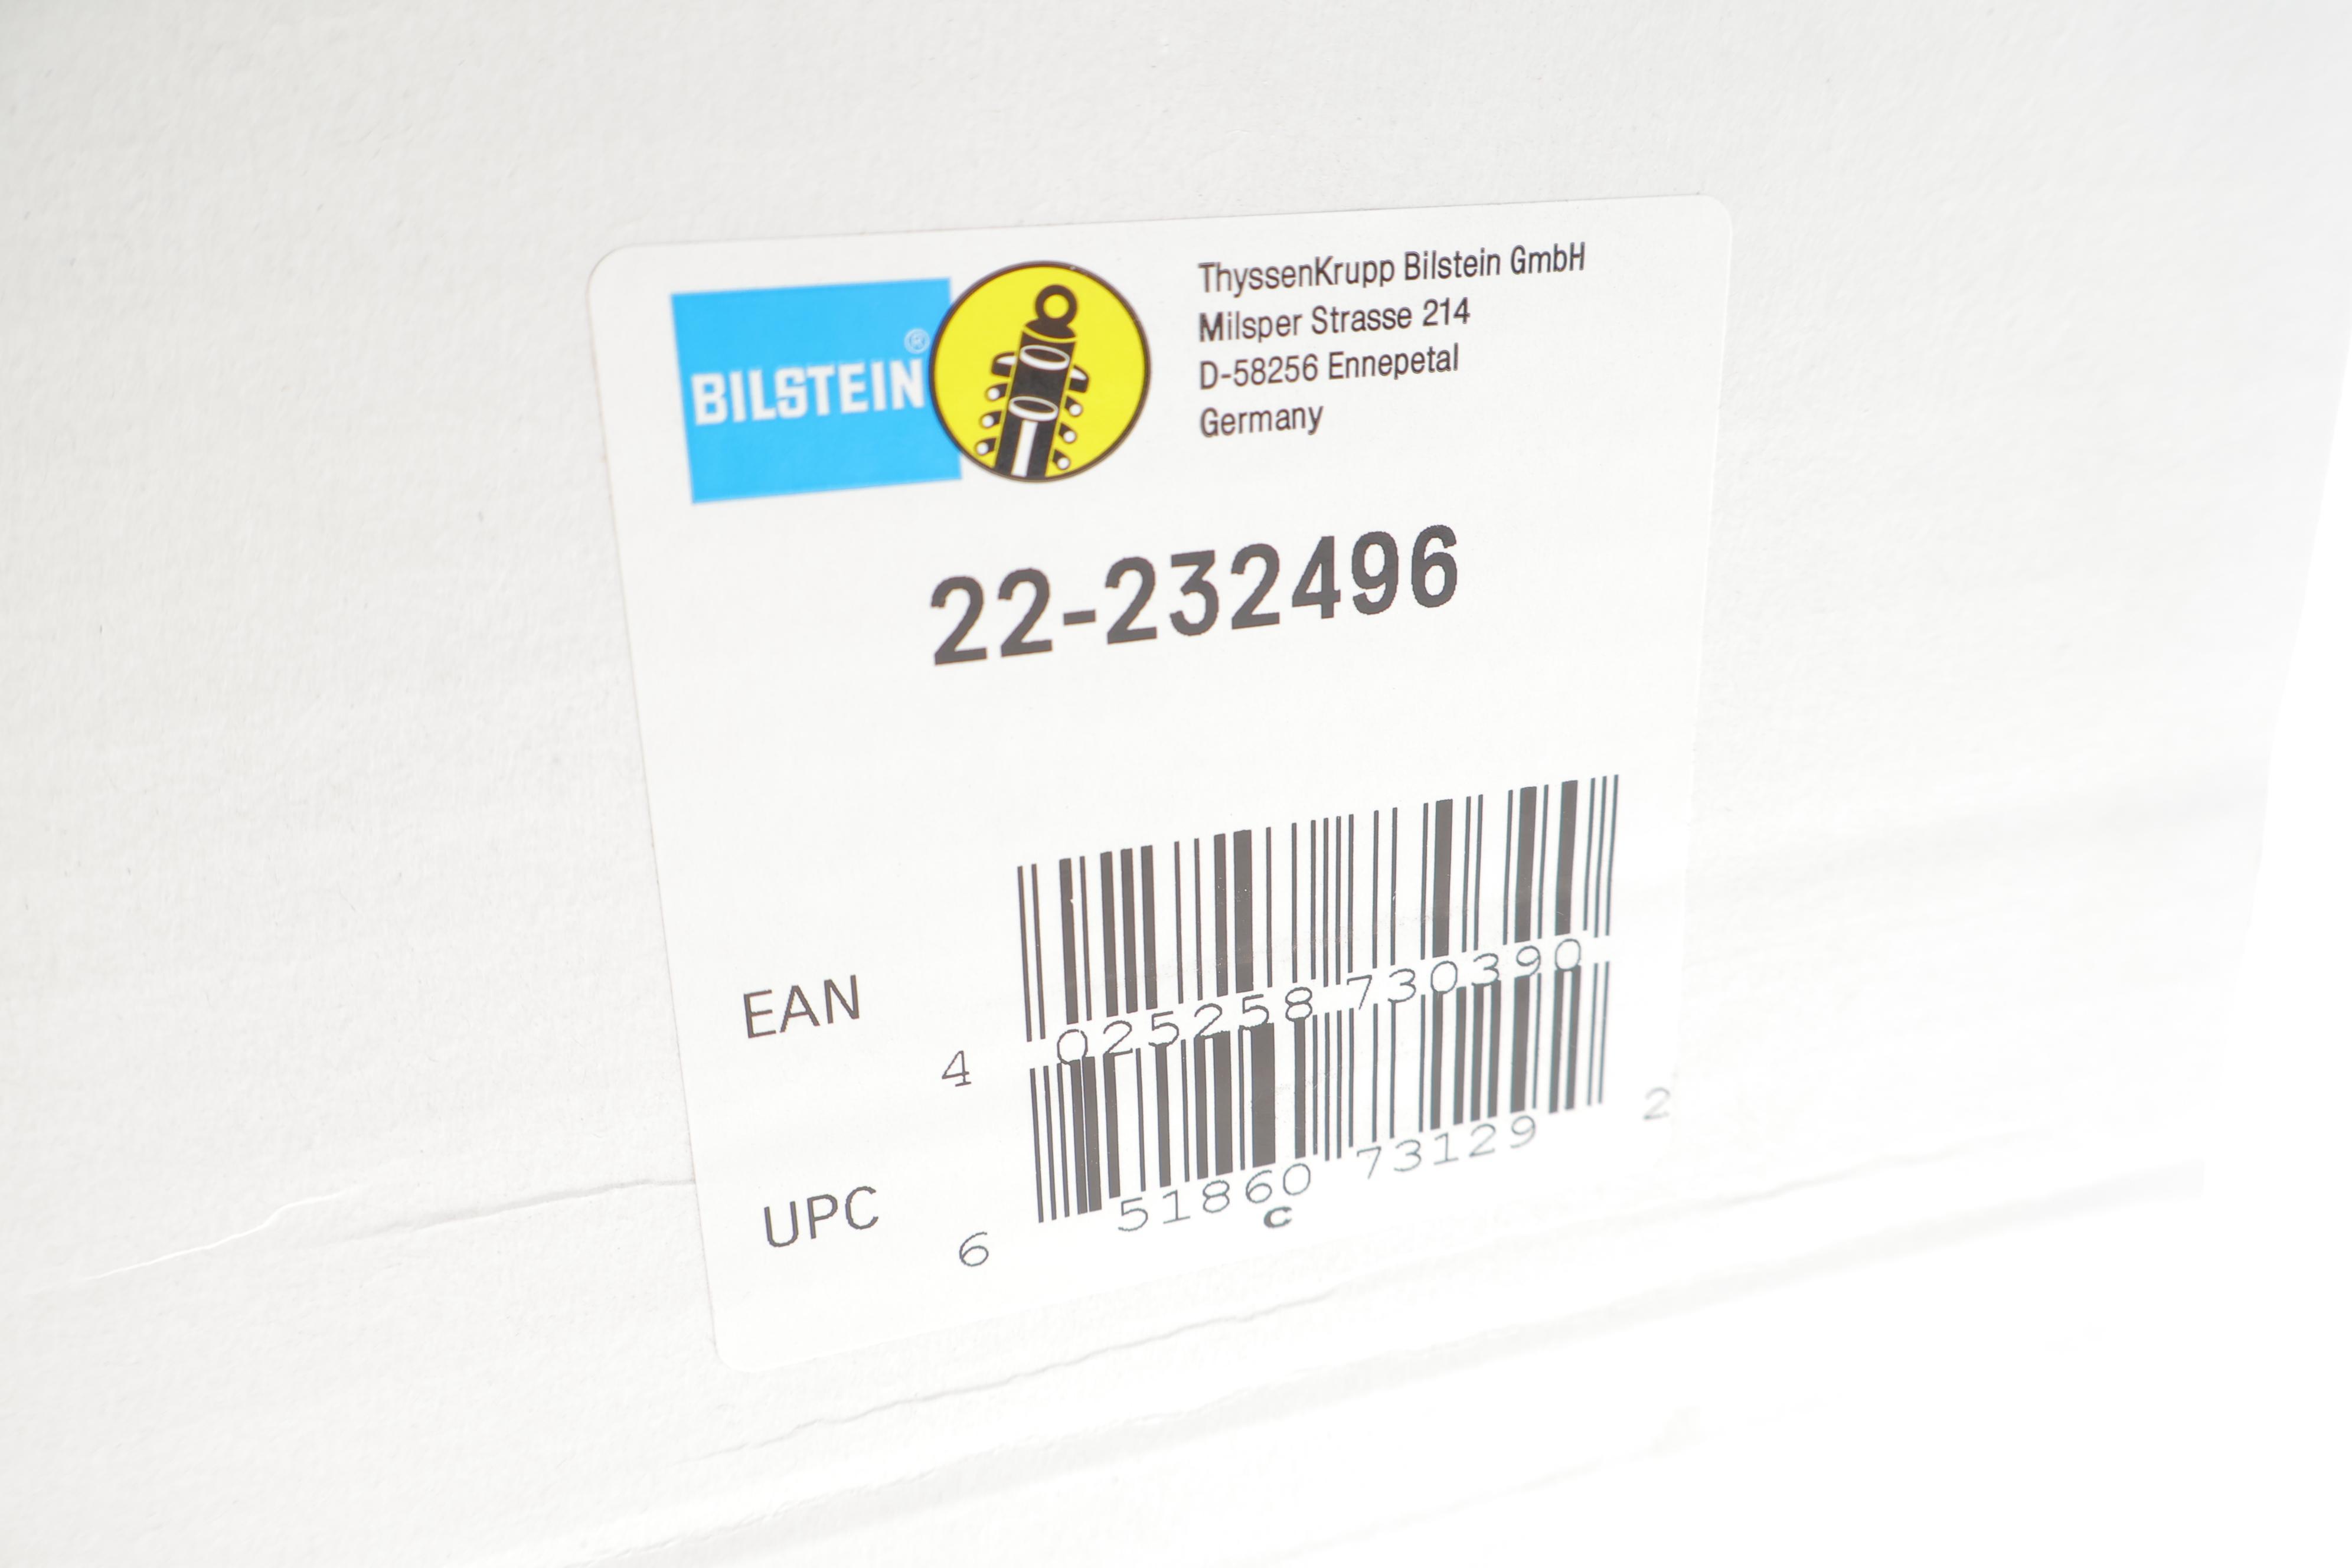 BILSTEIN®
ThyssenKrupp Bilstein GmbH
Milsper Strasse 214
D-58256 Ennepetal
Germany
22-232496
EAN
4 025258 730390
UPC
6 51860 73129 2
C